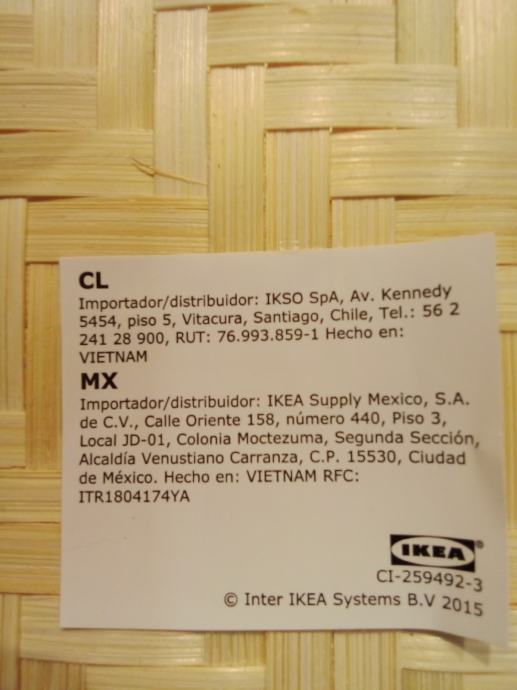 CL
Importador/distribuidor: IKSO SpA, Av. Kennedy
5454, piso 5, Vitacura, Santiago, Chile, Tel.: 56 2
241 28 900, RUT: 76.993.859-1 Hecho en:
VIETNAM
MX
Importador/distribuidor: IKEA Supply Mexico, S.A.
de C.V., Calle Oriente 158, número 440, Piso 3,
Local JD-01, Colonia Moctezuma, Segunda Sección,
Alcaldía Venustiano Carranza, C.P. 15530, Ciudad
de México. Hecho en: VIETNAM RFC:
ITR1804174YA
IKEA®
CI-259492-3
© Inter IKEA Systems B.V 2015